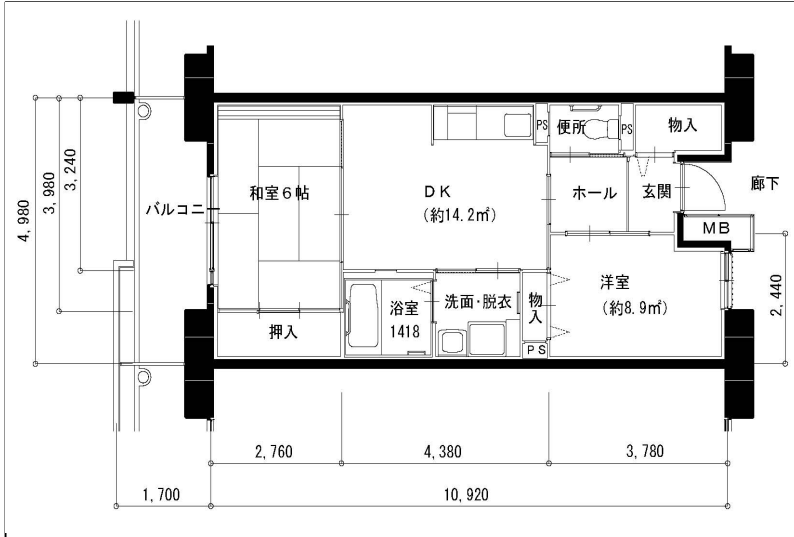 PS
便所
PS
物入
和室6帖
DK
(約14.2㎡)
ホール
玄関
廊下
バルコニー
MB
洋室
(約8.9㎡)
浴室
1418
洗面・脱衣
物入
押入
PS
4,980
3,980
3,240
2,440
2,760
4,380
3,780
1,700
10,920